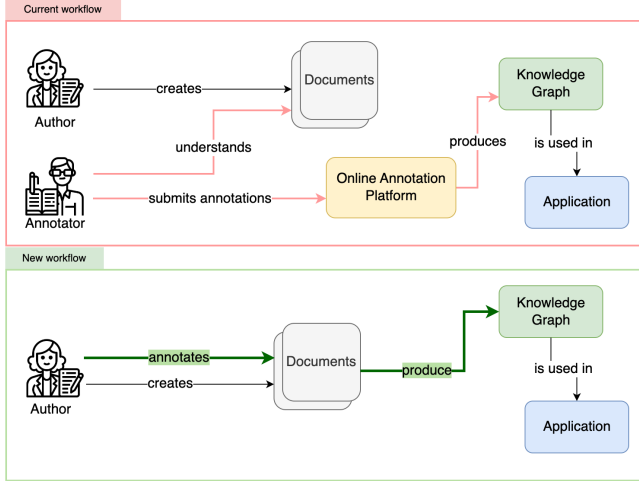 Current workflow
Author
creates
Documents
Knowledge
Graph
understands
produces
is used in
Annotator
submits annotations
Online Annotation
Platform
Application
New workflow
Author
annotates
creates
Documents
produce
Knowledge
Graph
is used in
Application